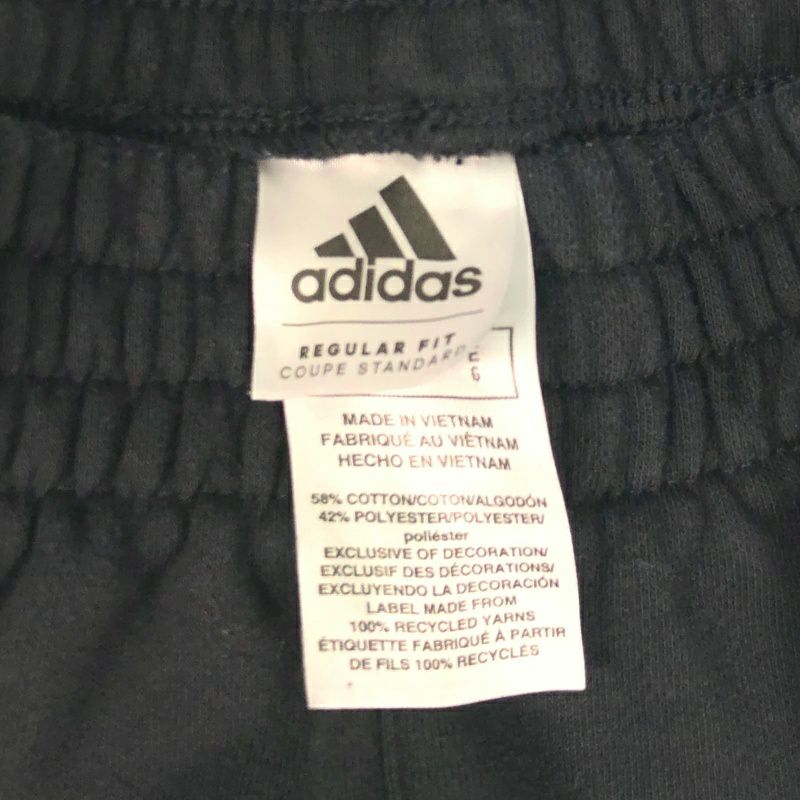 adidas
REGULAR FIT
COUPE STANDARD
G
MADE IN VIETNAM
FABRIQUÉ AU VIÊTNAM
HECHO EN VIETNAM
58% COTTON/COTON/ALGODÓN
42% POLYESTER/POLYESTER/
poliéster
EXCLUSIVE OF DECORATION/
EXCLUSIF DES DÉCORATIONS/
EXCLUYENDO LA DECORACIÓN
LABEL MADE FROM
100% RECYCLED YARNS
ÉTIQUETTE FABRIQUÉ À PARTIR
DE FILS 100% RECYCLÉS